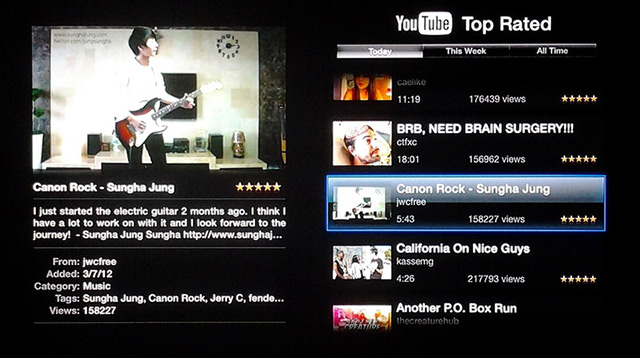 www.sunghajung.com
twitter.com/jungsungha
Canon Rock - Sungha Jung
I just started the electric guitar 2 months ago. I think I
have a lot to work on with it and I look forward to the
journey! - Sungha Jung Sungha http://www.sunghaj...
From: jwcfree
Added: 3/7/12
Category: Music
Tags: Sungha Jung, Canon Rock, Jerry C, fende...
Views: 158227
YouTube Top Rated
Today This Week All Time
caelike
11:19 176439 views
BRB, NEED BRAIN SURGERY!!!
ctfxc
18:01 156962 views
Canon Rock - Sungha Jung
jwcfree
5:43 158227 views
California On Nice Guys
kassemg
4:26 217793 views
Another P.O. Box Run
thecreaturehub
CREATURE